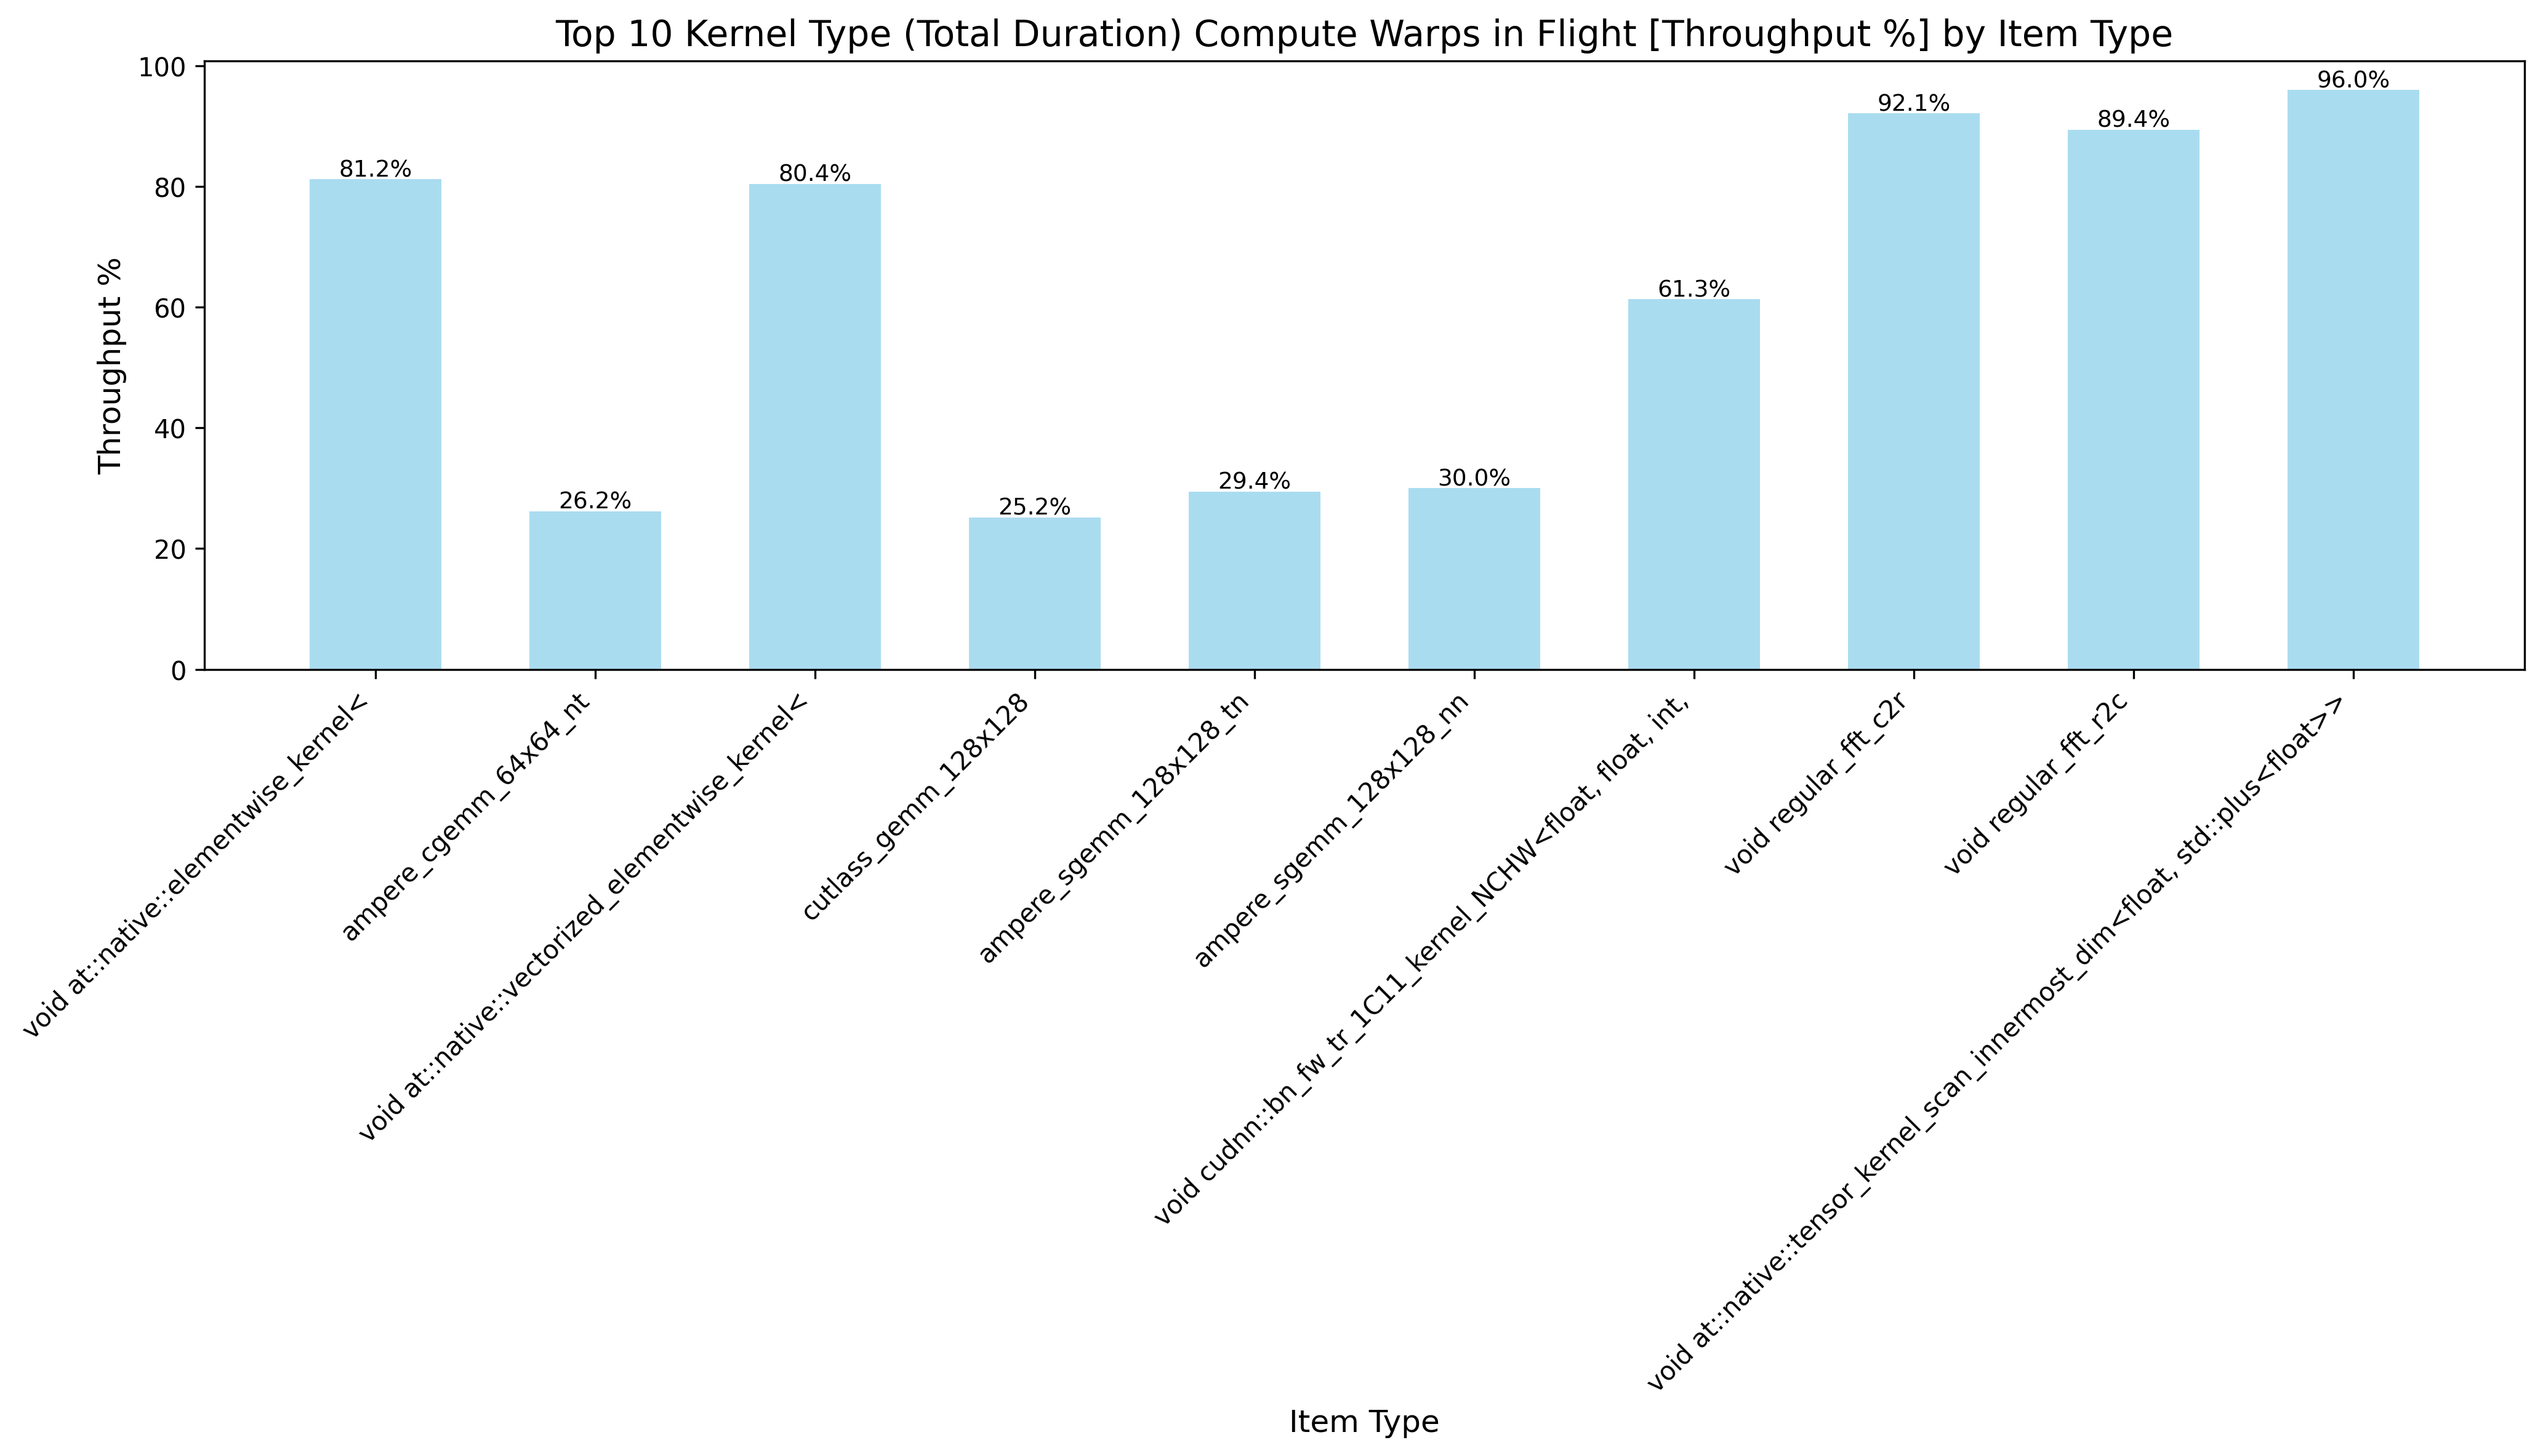 Top 10 Kernel Type (Total Duration) Compute Warps in Flight [Throughput %] by Item Type
Throughput %
100
80
60
40
20
0
81.2%
26.2%
80.4%
25.2%
29.4%
30.0%
61.3%
92.1%
89.4%
96.0%
void at::native::elementwise_kernel<
ampere_cgemm_64x64_nt
void at::native::vectorized_elementwise_kernel<
cutlass_gemm_128x128
ampere_sgemm_128x128_tn
ampere_sgemm_128x128_nn
void cudnn::bn_fw_tr_1C11_kernel_NCHW<float, float, int,
void regular_fft_c2r
void regular_fft_r2c
void at::native::tensor_kernel_scan_innermost_dim<float, std::plus<float>>
Item Type